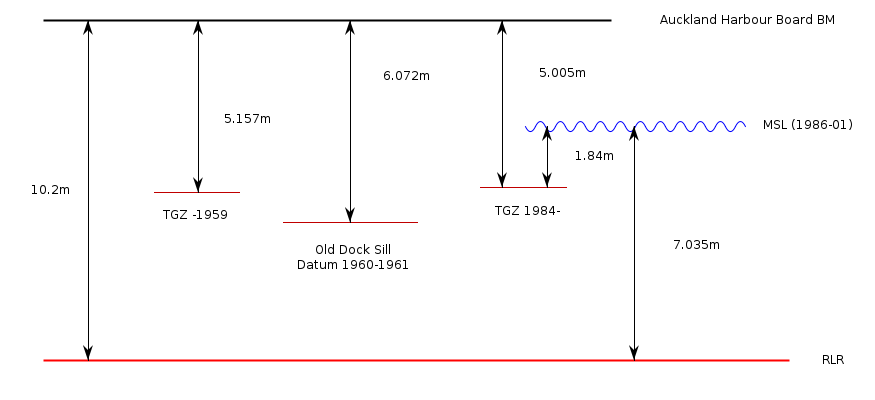 Auckland Harbour Board BM
6.072m
5.005m
5.157m
MSL (1986-01)
1.84m
10.2m
TGZ -1959
TGZ 1984-
7.035m
Old Dock Sill
Datum 1960-1961
RLR